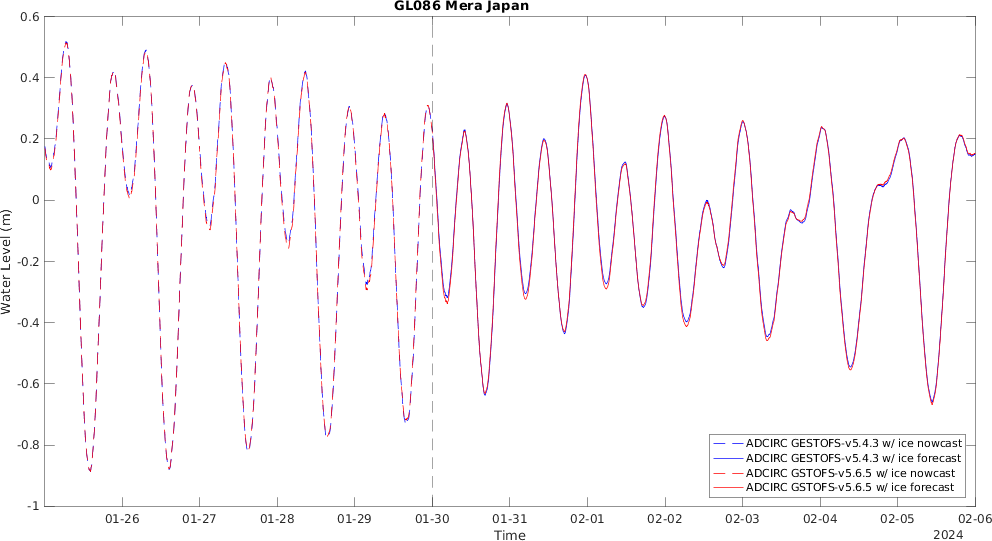 GL086 Mera Japan
0.6
0.4
0.2
0
-0.2
-0.4
-0.6
-0.8
-1
Water Level (m)
ADCIRC GESTOFS-v5.4.3 w/ ice nowcast
ADCIRC GESTOFS-v5.4.3 w/ ice forecast
ADCIRC GSTOFS-v5.6.5 w/ ice nowcast
ADCIRC GSTOFS-v5.6.5 w/ ice forecast
01-26 01-27 01-28 01-29 01-30 01-31 02-01 02-02 02-03 02-04 02-05 02-06
Time
2024